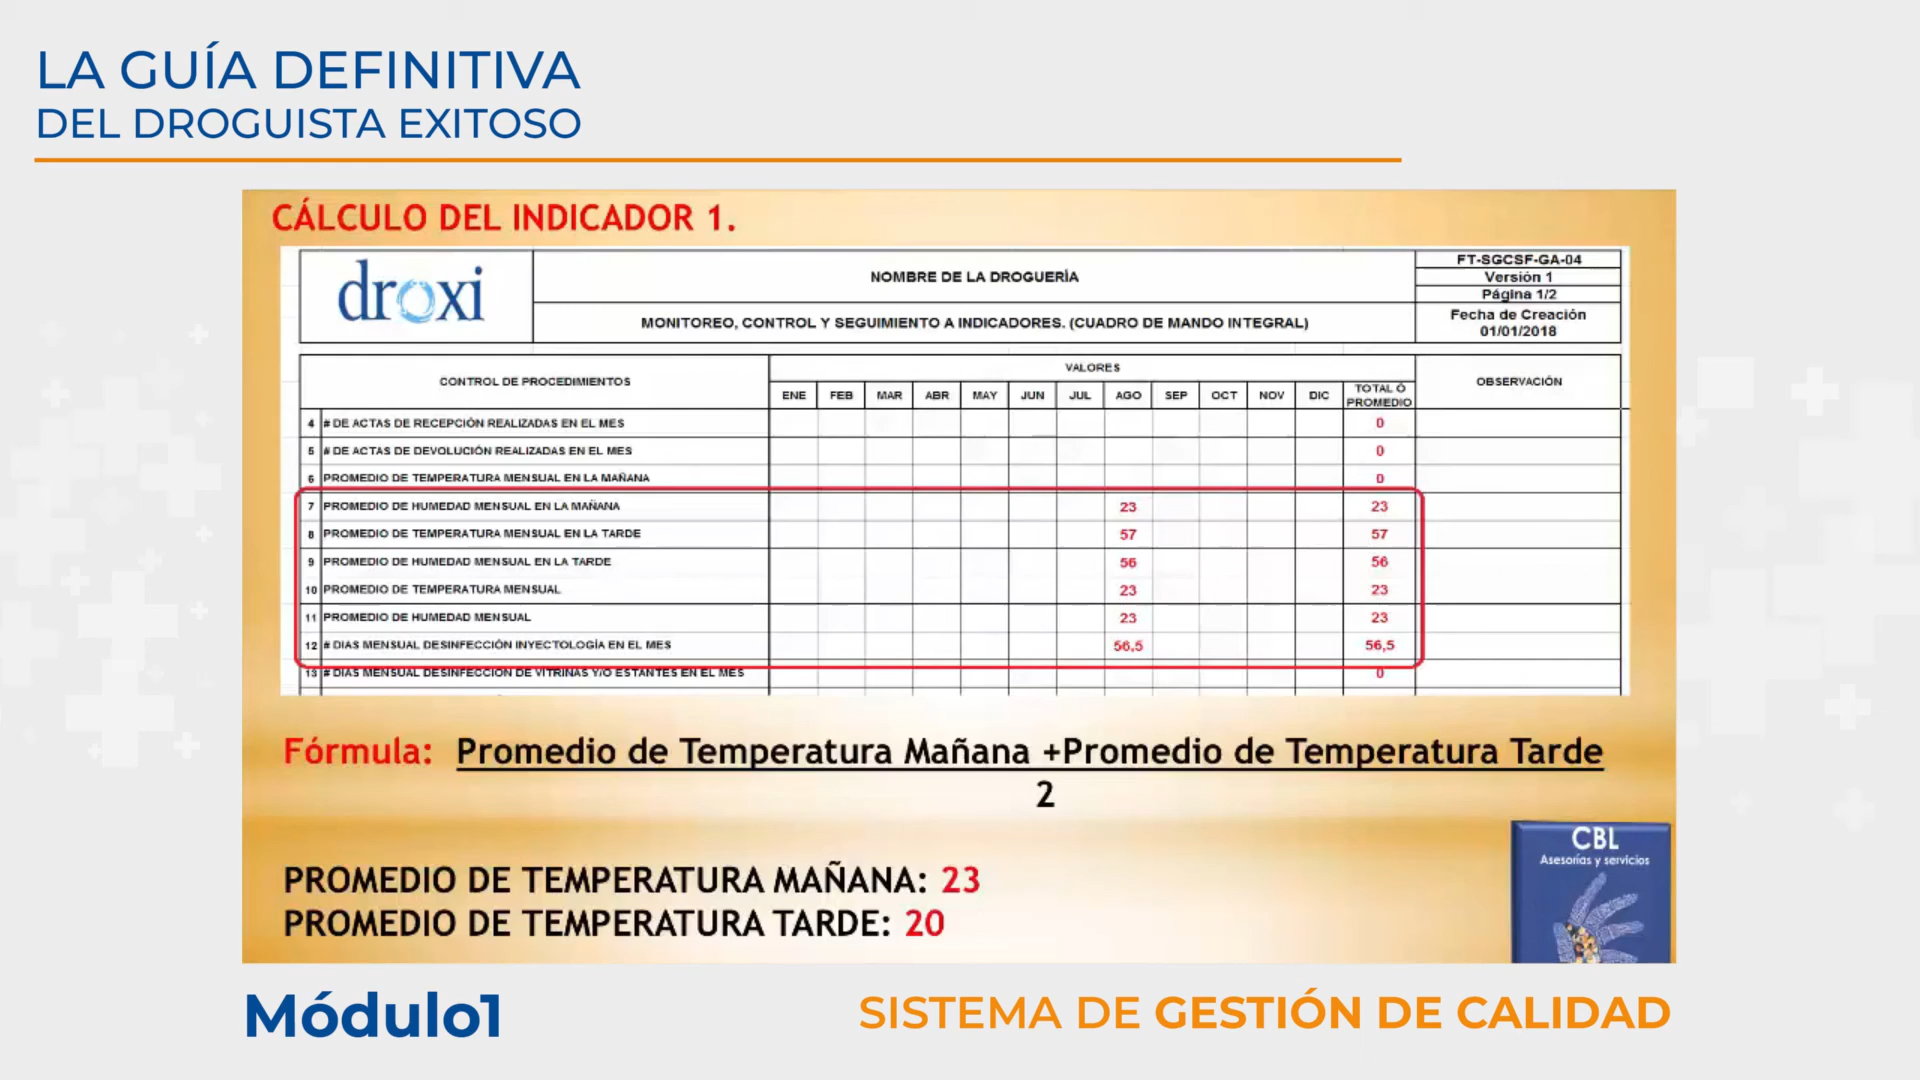 LA GUÍA DEFINITIVA
DEL DROGUISTA EXITOSO
CÁLCULO DEL INDICADOR 1.
droxi
NOMBRE DE LA DROGUERÍA
MONITOREO, CONTROL Y SEGUIMIENTO A INDICADORES. (CUADRO DE MANDO INTEGRAL)
FT-SGCSF-GA-04
Versión 1
Página 1/2
Fecha de Creación
01/01/2018
CONTROL DE PROCEDIMIENTOS
VALORES
OBSERVACIÓN
ENE FEB MAR ABR MAY JUN JUL AGO SEP OCT NOV DIC TOTAL Ó PROMEDIO
4 # DE ACTAS DE RECEPCIÓN REALIZADAS EN EL MES 0
5 # DE ACTAS DE DEVOLUCIÓN REALIZADAS EN EL MES 0
6 PROMEDIO DE TEMPERATURA MENSUAL EN LA MAÑANA 0
7 PROMEDIO DE HUMEDAD MENSUAL EN LA MAÑANA 23 23
8 PROMEDIO DE TEMPERATURA MENSUAL EN LA TARDE 57 57
9 PROMEDIO DE HUMEDAD MENSUAL EN LA TARDE 56 56
10 PROMEDIO DE TEMPERATURA MENSUAL 23 23
11 PROMEDIO DE HUMEDAD MENSUAL 23 23
12 # DIAS MENSUAL DESINFECCIÓN INYECTOLOGÍA EN EL MES 56,5 56,5
13 # DIAS MENSUAL DESINFECCION DE VITRINAS Y/O ESTANTES EN EL MES 0
Fórmula: Promedio de Temperatura Mañana +Promedio de Temperatura Tarde
2
PROMEDIO DE TEMPERATURA MAÑANA: 23
PROMEDIO DE TEMPERATURA TARDE: 20
CBL
Asesorías y servicios
Módulo1
SISTEMA DE GESTIÓN DE CALIDAD